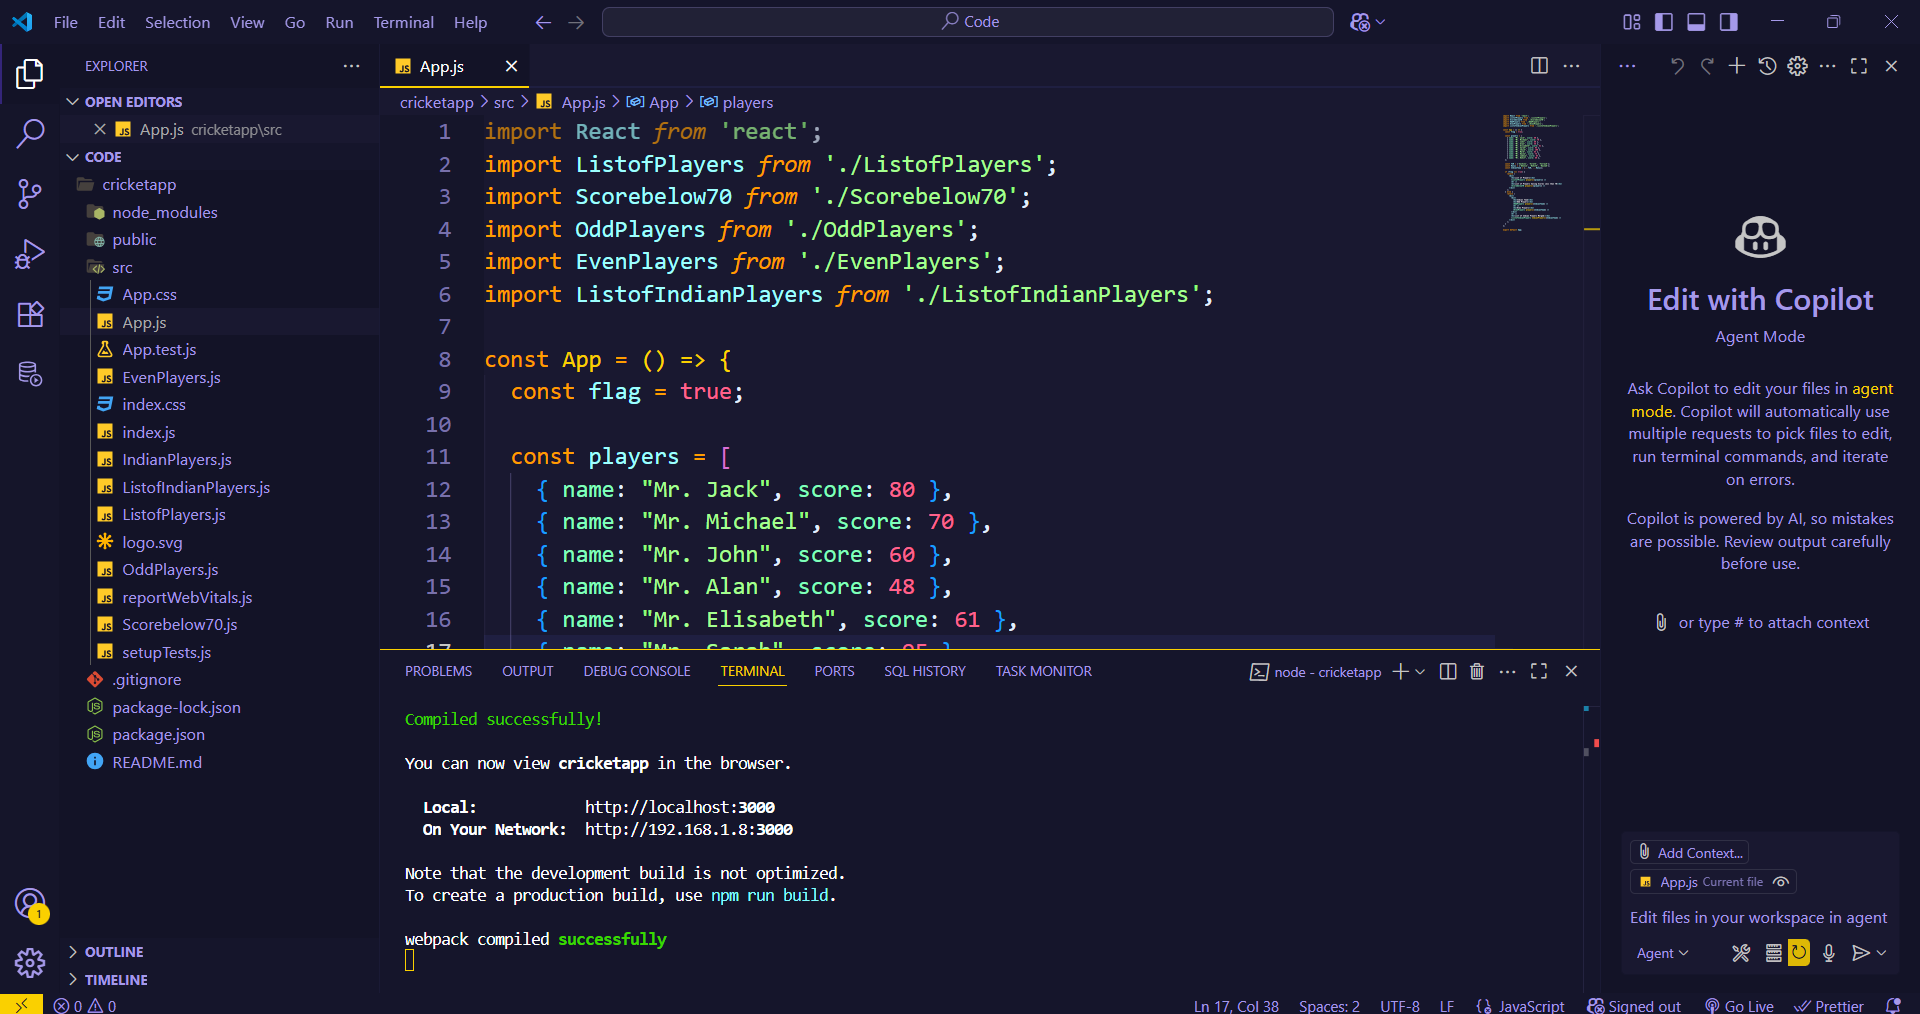 File Edit Selection View Go Run Terminal Help
Code
EXPLORER
OPEN EDITORS
App.js cricketapp\src
CODE
cricketapp
node_modules
public
src
App.css
App.js
App.test.js
EvenPlayers.js
index.css
index.js
IndianPlayers.js
ListofIndianPlayers.js
ListofPlayers.js
logo.svg
OddPlayers.js
reportWebVitals.js
Scorebelow70.js
setupTests.js
.gitignore
package-lock.json
package.json
README.md
OUTLINE
TIMELINE
1
App.js
cricketapp > src > JS App.js > App > players
1 import React from 'react';
2 import ListofPlayers from './ListofPlayers';
3 import Scorebelow70 from './Scorebelow70';
4 import OddPlayers from './OddPlayers';
5 import EvenPlayers from './EvenPlayers';
6 import ListofIndianPlayers from './ListofIndianPlayers';
7
8 const App = () => {
9 const flag = true;
10
11 const players = [
12 { name: "Mr. Jack", score: 80 },
13 { name: "Mr. Michael", score: 70 },
14 { name: "Mr. John", score: 60 },
15 { name: "Mr. Alan", score: 48 },
16 { name: "Mr. Elisabeth", score: 61 },
17 { name: "Mr. Sarah", score: 95 },
PROBLEMS OUTPUT DEBUG CONSOLE TERMINAL PORTS SQL HISTORY TASK MONITOR
node - cricketapp
Compiled successfully!
You can now view cricketapp in the browser.
Local: http://localhost:3000
On Your Network: http://192.168.1.8:3000
Note that the development build is not optimized.
To create a production build, use npm run build.
webpack compiled successfully
Edit with Copilot
Agent Mode
Ask Copilot to edit your files in agent
mode. Copilot will automatically use
multiple requests to pick files to edit,
run terminal commands, and iterate
on errors.
Copilot is powered by AI, so mistakes
are possible. Review output carefully
before use.
or type # to attach context
Add Context...
JS App.js Current file
Edit files in your workspace in agent
Agent
0 0
Ln 17, Col 38 Spaces: 2 UTF-8 LF {} JavaScript Signed out Go Live Prettier